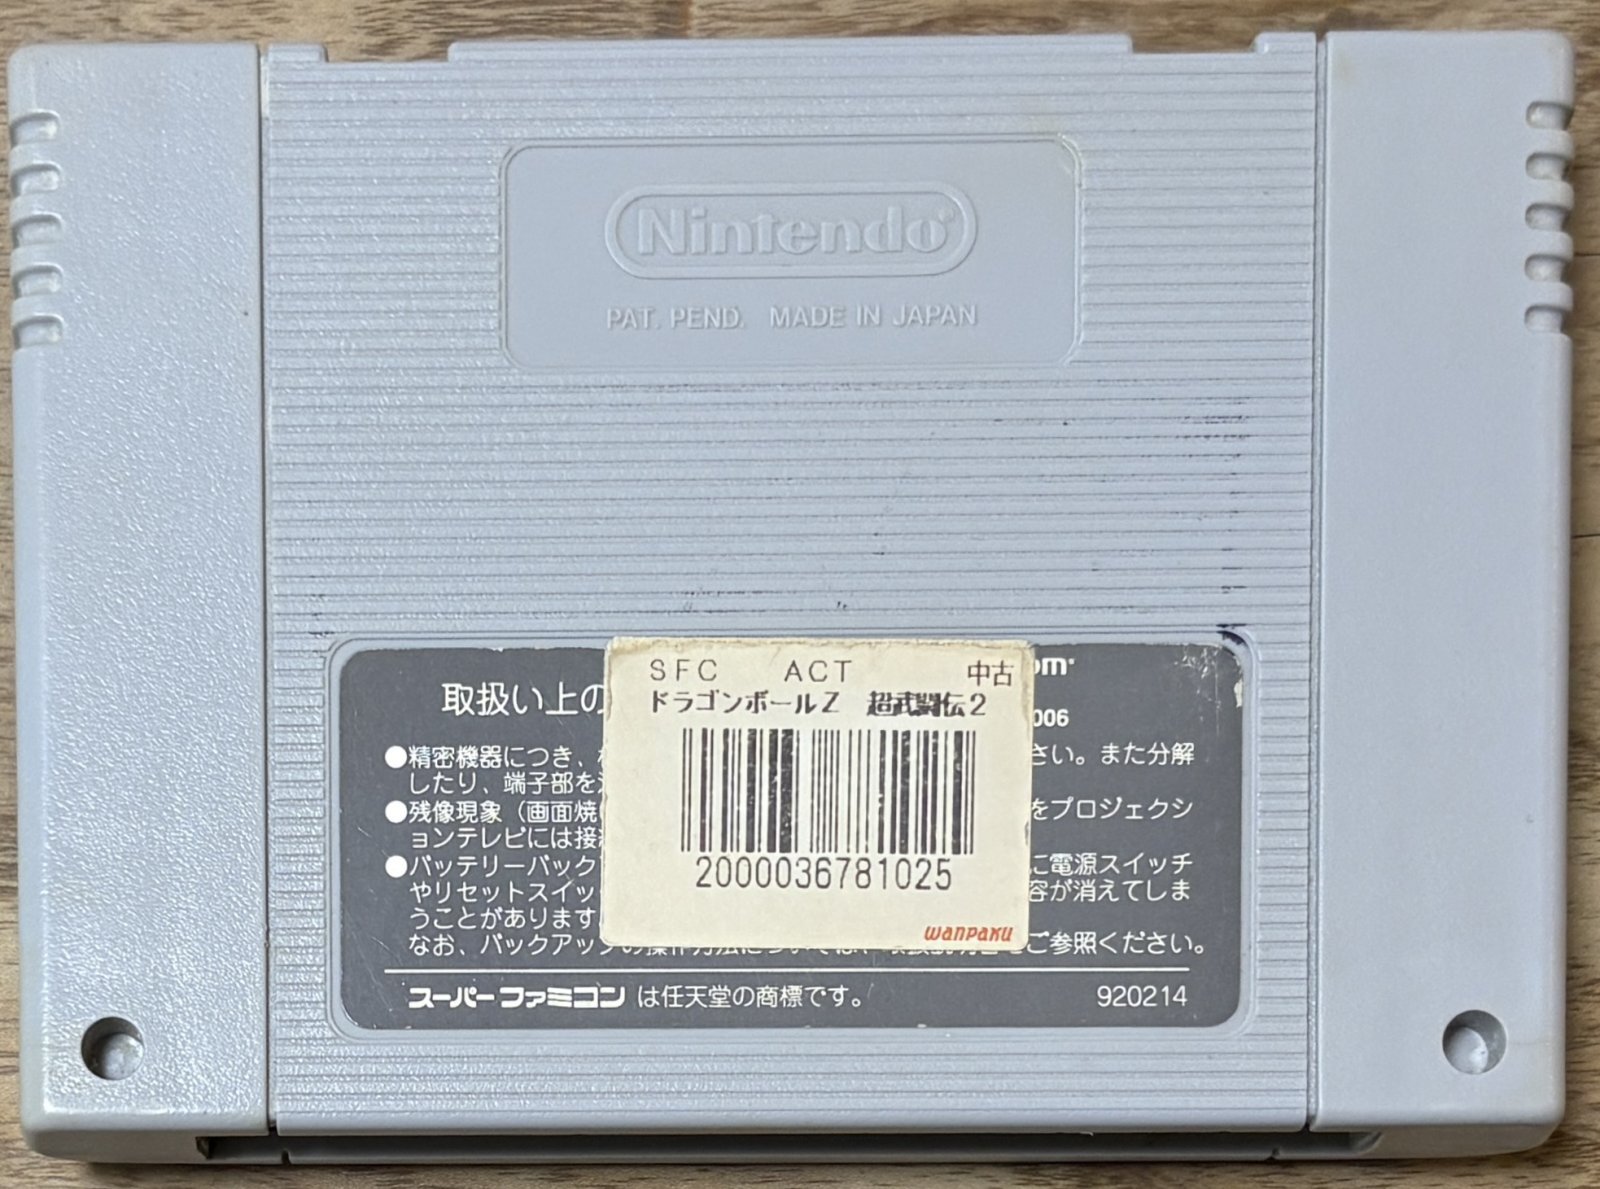 Nintendo®
PAT. PEND. MADE IN JAPAN
SFC ACT 中古
ドラゴンボールZ 超武闘伝2
2000036781025
wanpaku
取扱い上の
om®
006
●精密機器につき、 さい。また分解
したり、端子部を
●残像現象（画面焼 をプロジェクシ
ョンテレビには接
●バッテリーバック に電源スイッチ
やリセットスイッ 容が消えてしま
うことがあります
なお、バックアップの操作方法については、 ご参照ください。
スーパーファミコン は任天堂の商標です。 920214